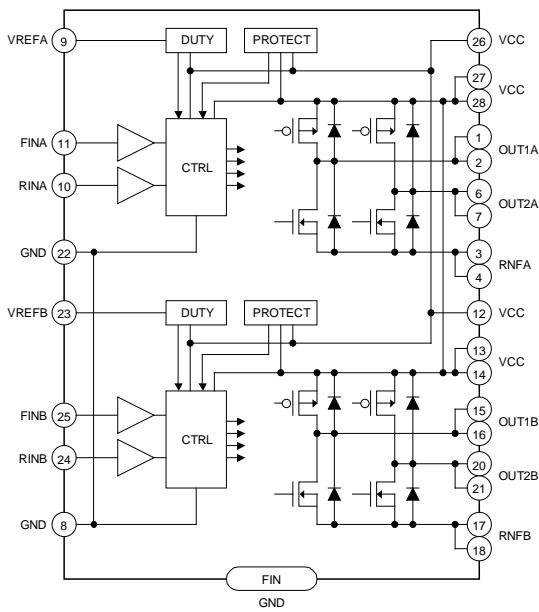 VREFA 9 DUTY PROTECT 26 VCC
27 VCC
28
FINA 11 1 OUT1A
CTRL 2
RINA 10 6 OUT2A
7
GND 22 3 RNFA
4
VREFB 23 DUTY PROTECT 12 VCC
13 VCC
14
FINB 25 15 OUT1B
CTRL 16
RINB 24 20 OUT2B
21
GND 8 17 RNFB
18
FIN
GND